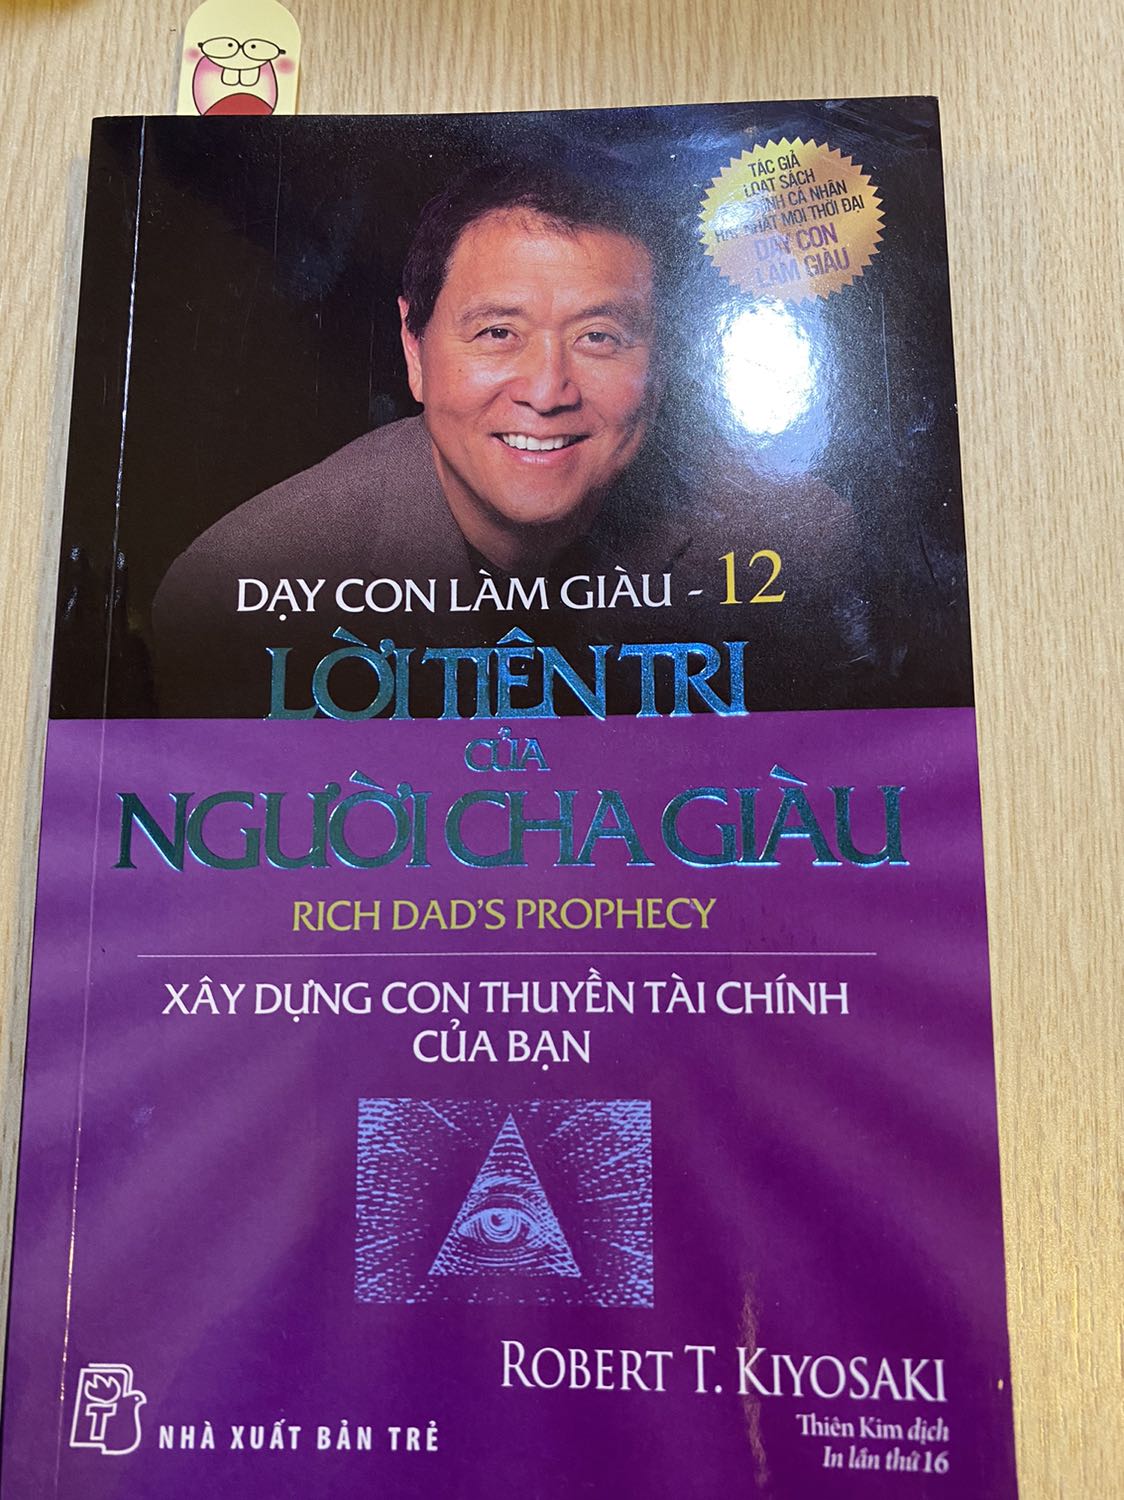 TÁC GIẢ
LOẠT SÁCH
CÁ NHÂN
NHẤT MỌI THỜI ĐẠI
DẠY CON
LÀM GIÀU
DẠY CON LÀM GIÀU - 12
LỜI TIÊN TRI
CỦA
NGƯỜI CHA GIÀU
RICH DAD'S PROPHECY
XÂY DỰNG CON THUYỀN TÀI CHÍNH
CỦA BẠN
ROBERT T. KIYOSAKI
Thiên Kim dịch
In lần thứ 16
T
NHÀ XUẤT BẢN TRẺ